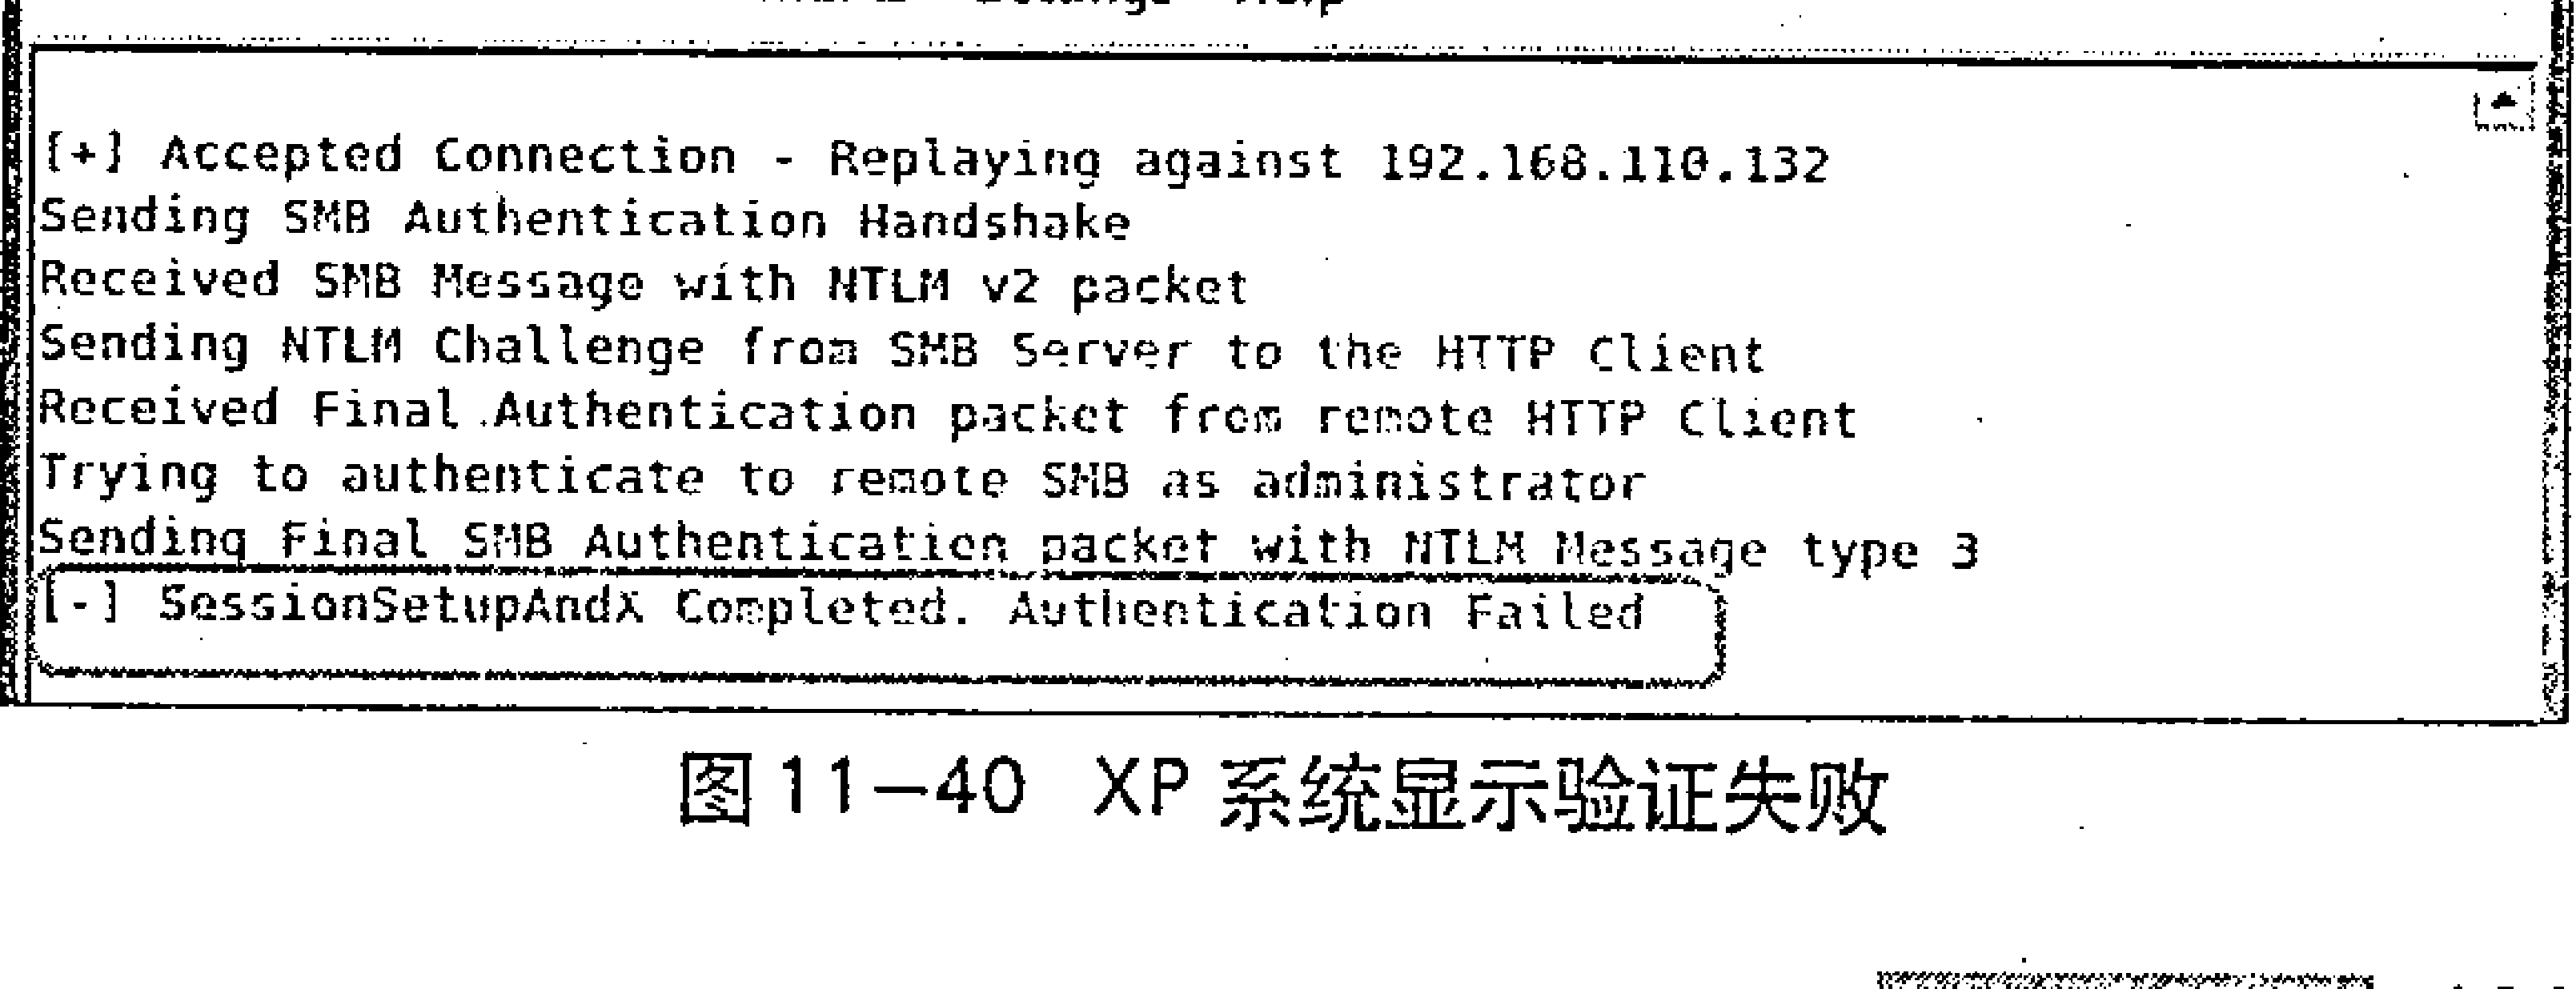 [+] Accepted Connection - Replaying against 192.168.110.132
Sending SMB Authentication Handshake
Received SMB Message with NTLM v2 packet
Sending NTLM Challenge from SMB Server to the HTTP Client
Received Final Authentication packet from remote HTTP Client
Trying to authenticate to remote SMB as administrator
Sending Final SMB Authentication packet with NTLM Message type 3
[-] SessionSetupAndX Completed. Authentication Failed
图 11-40 XP 系统显示验证失败